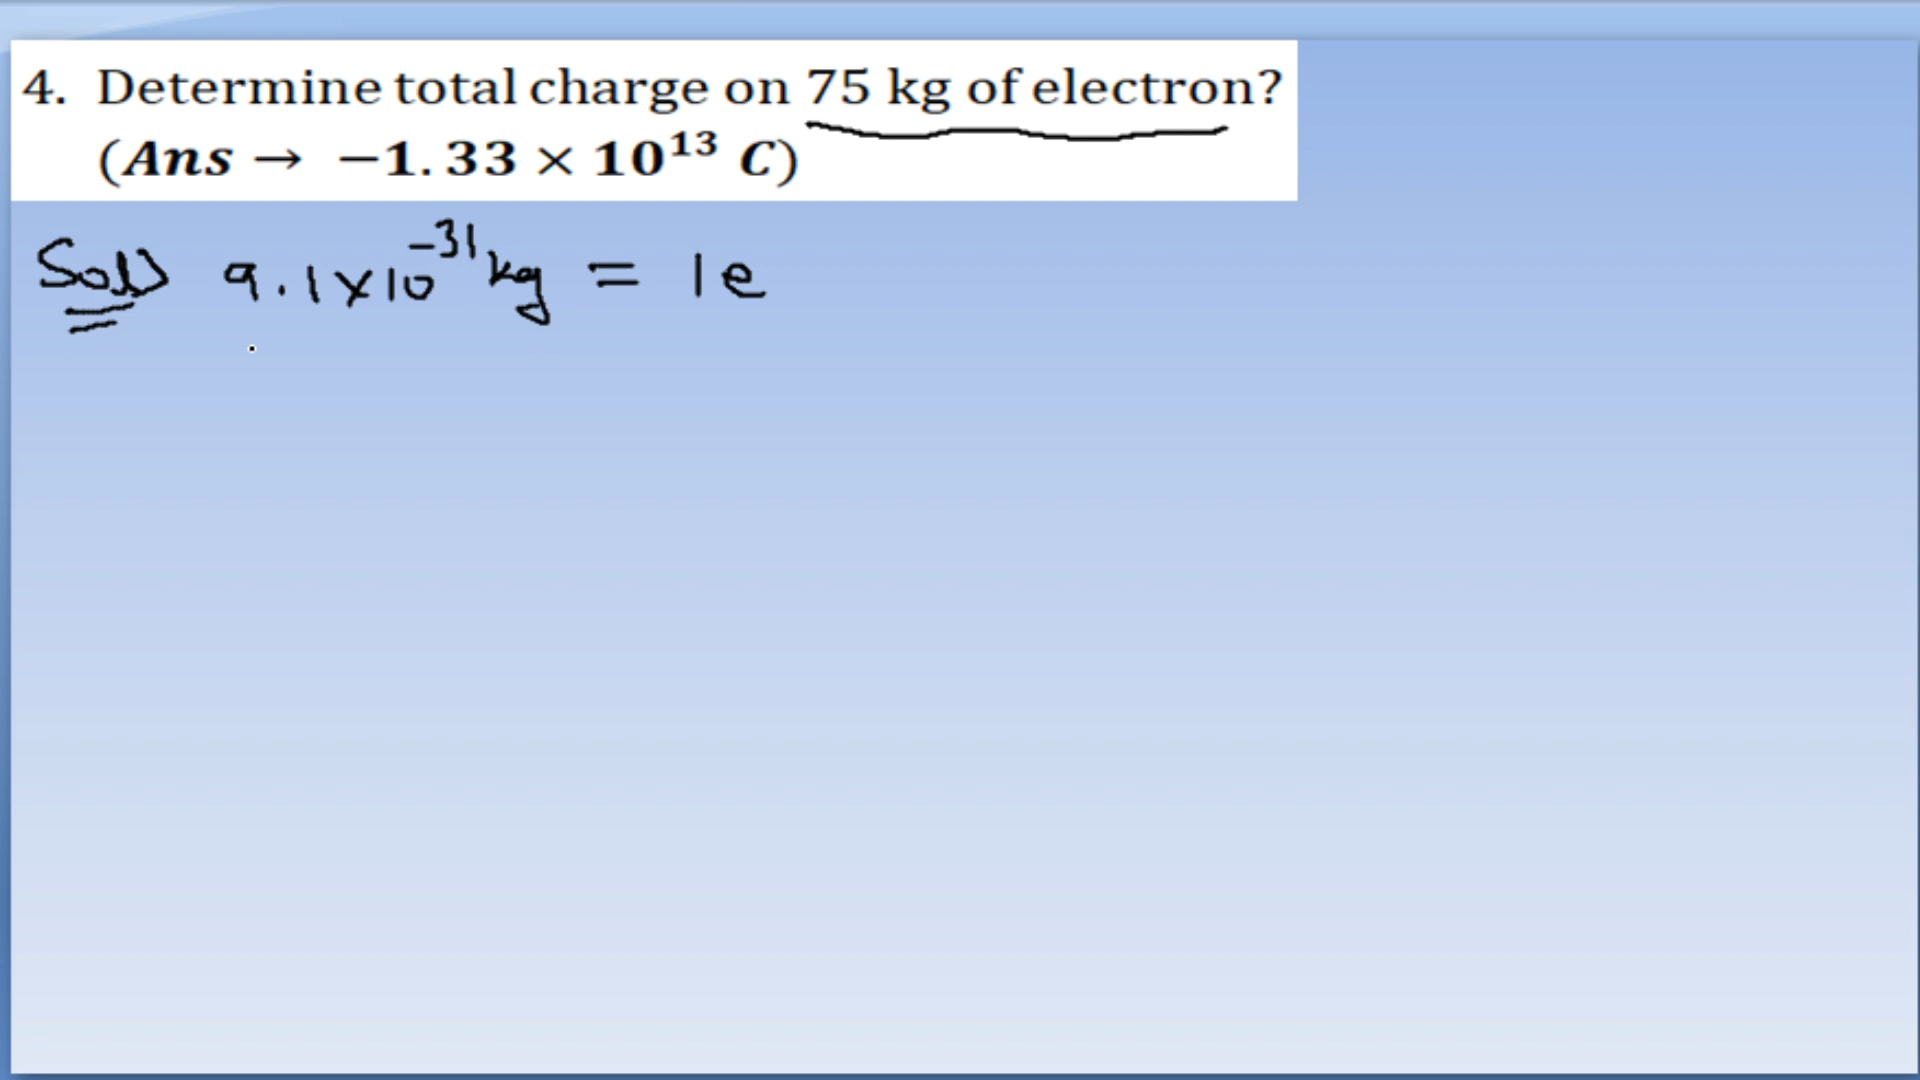 4. Determine total charge on 75 kg of electron?
(Ans → −1.33 × 10¹³ C)
Soln 9.1×10⁻³¹ kg = 1e